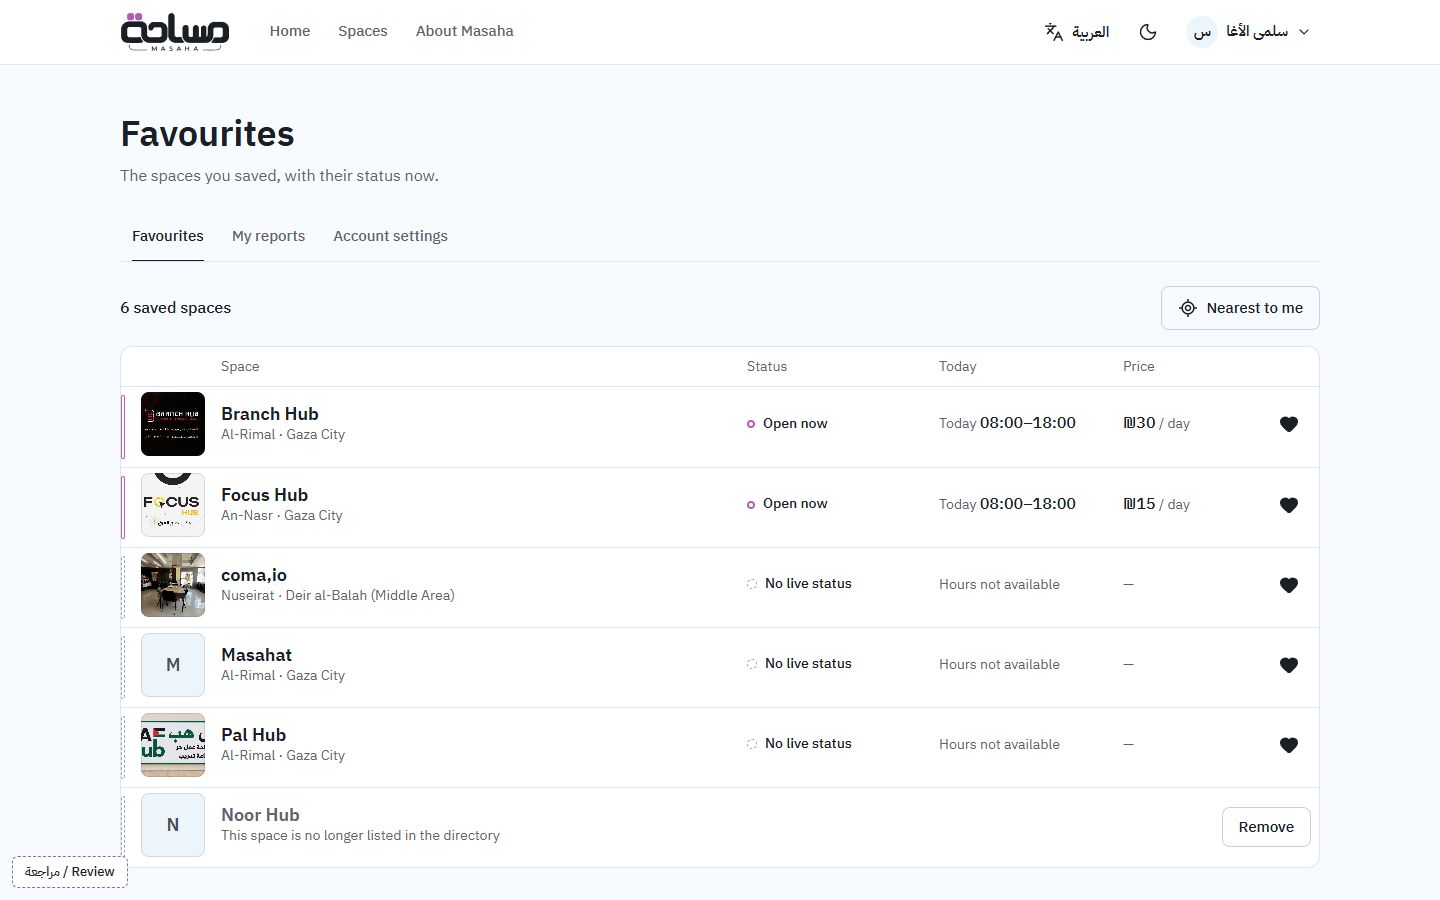 مساحة
MASAHA
Home
Spaces
About Masaha
العربية
س
سلمى الأغا
Favourites
The spaces you saved, with their status now.
Favourites
My reports
Account settings
6 saved spaces
Nearest to me
Space
Status
Today
Price
BRANCH HUB
Branch Hub
Al-Rimal · Gaza City
Open now
Today 08:00–18:00
₪30 / day
FOCUS
HUB
Focus Hub
An-Nasr · Gaza City
Open now
Today 08:00–18:00
₪15 / day
coma,io
Nuseirat · Deir al-Balah (Middle Area)
No live status
Hours not available
—
M
Masahat
Al-Rimal · Gaza City
No live status
Hours not available
—
هب
ub
Pal Hub
Al-Rimal · Gaza City
No live status
Hours not available
—
N
Noor Hub
This space is no longer listed in the directory
Remove
مراجعة / Review